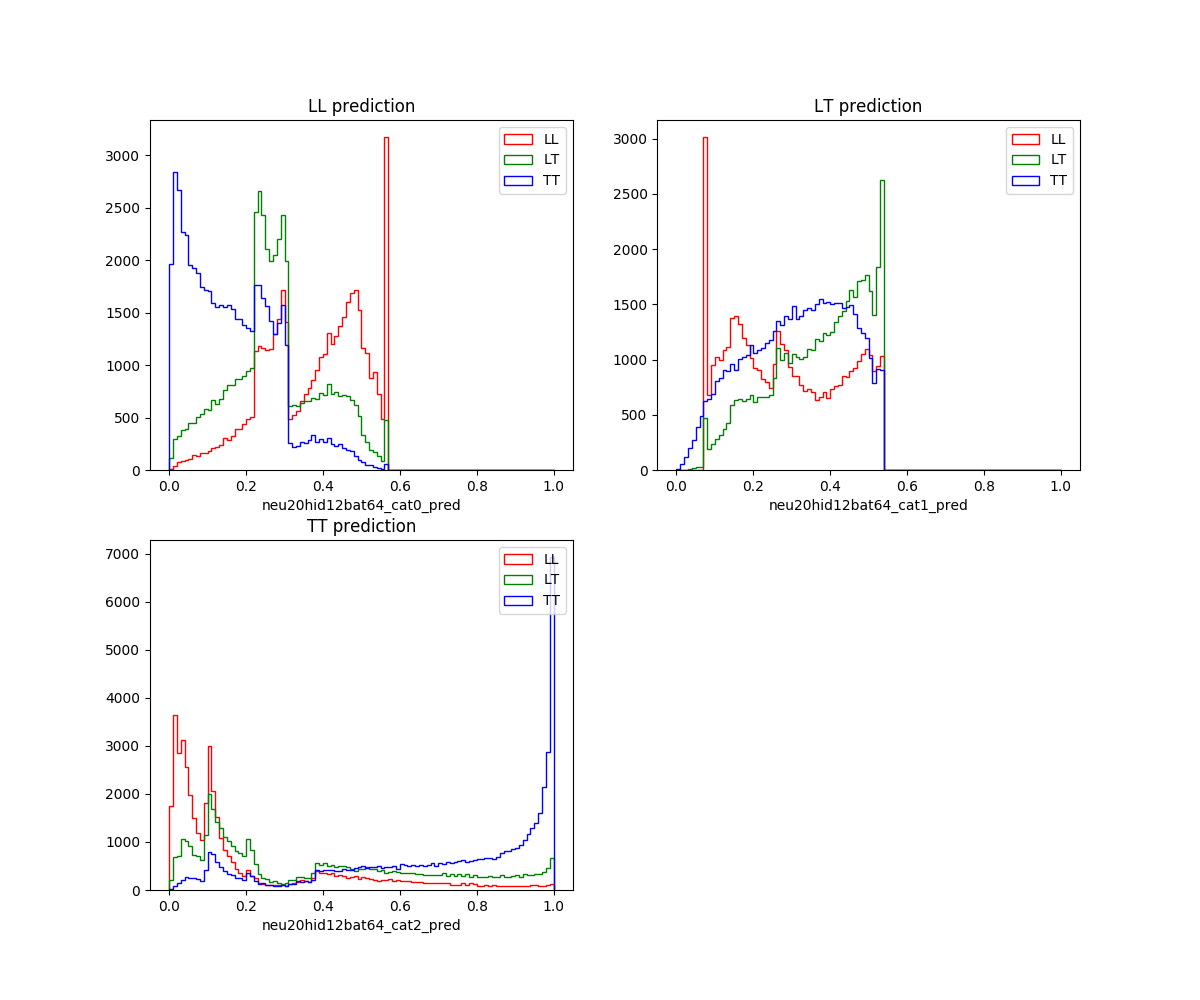 LL prediction
LT prediction
3000
2500
2000
1500
1000
500
0
LL
LT
TT
0.0 0.2 0.4 0.6 0.8 1.0
neu20hid12bat64_cat0_pred
3000
2500
2000
1500
1000
500
0
LL
LT
TT
0.0 0.2 0.4 0.6 0.8 1.0
neu20hid12bat64_cat1_pred
TT prediction
7000
6000
5000
4000
3000
2000
1000
0
LL
LT
TT
0.0 0.2 0.4 0.6 0.8 1.0
neu20hid12bat64_cat2_pred